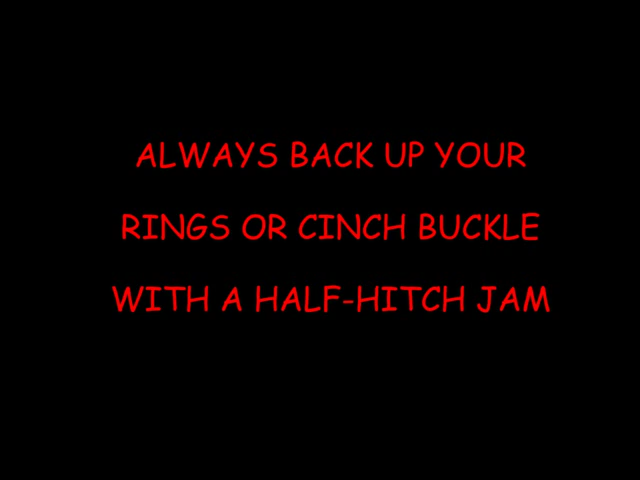 ALWAYS BACK UP YOUR
RINGS OR CINCH BUCKLE
WITH A HALF-HITCH JAM